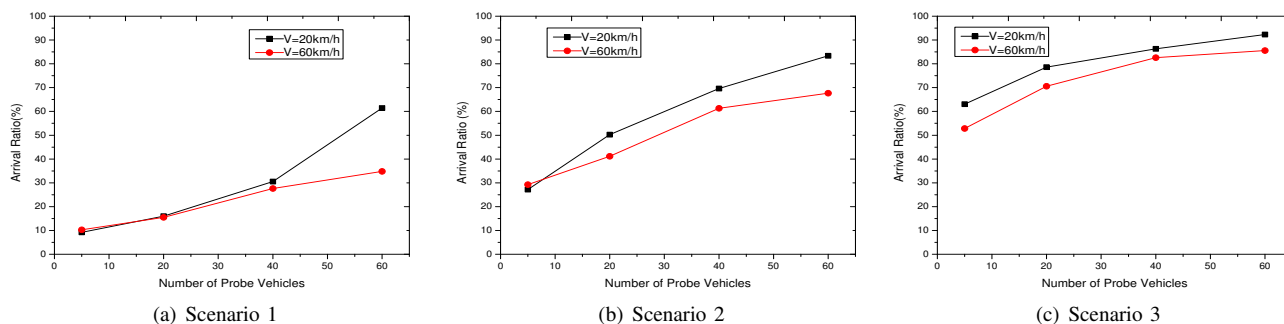 100
90
80
70
60
50
40
30
20
10
0
Arrival Ratio(%)
V=20km/h
V=60km/h
0 10 20 30 40 50 60
Number of Probe Vehicles
(a) Scenario 1
100
90
80
70
60
50
40
30
20
10
0
Arrival Ratio (%)
V=20km/h
V=60km/h
0 10 20 30 40 50 60
Number of Probe Vehicles
(b) Scenario 2
100
90
80
70
60
50
40
30
20
10
0
Arrival Ratio(%)
V=20km/h
V=60km/h
0 10 20 30 40 50 60
Number of Probe Vehicles
(c) Scenario 3